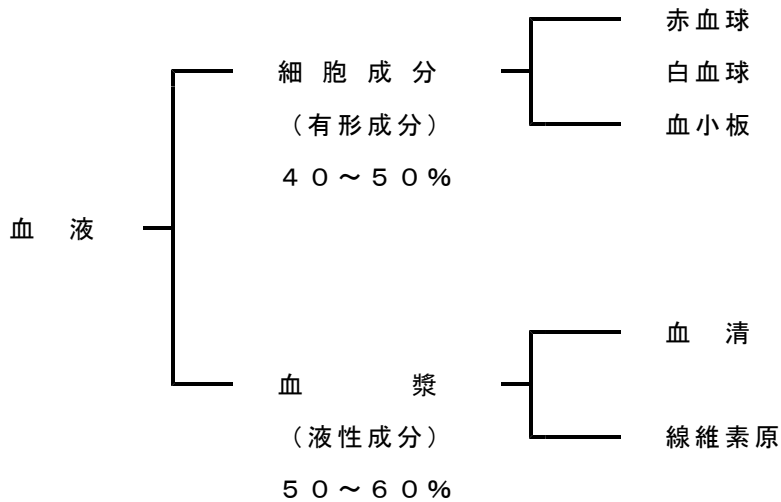 赤血球
細胞成分
白血球
（有形成分）
血小板
４０～５０％
血液
血清
血漿
（液性成分）
線維素原
５０～６０％